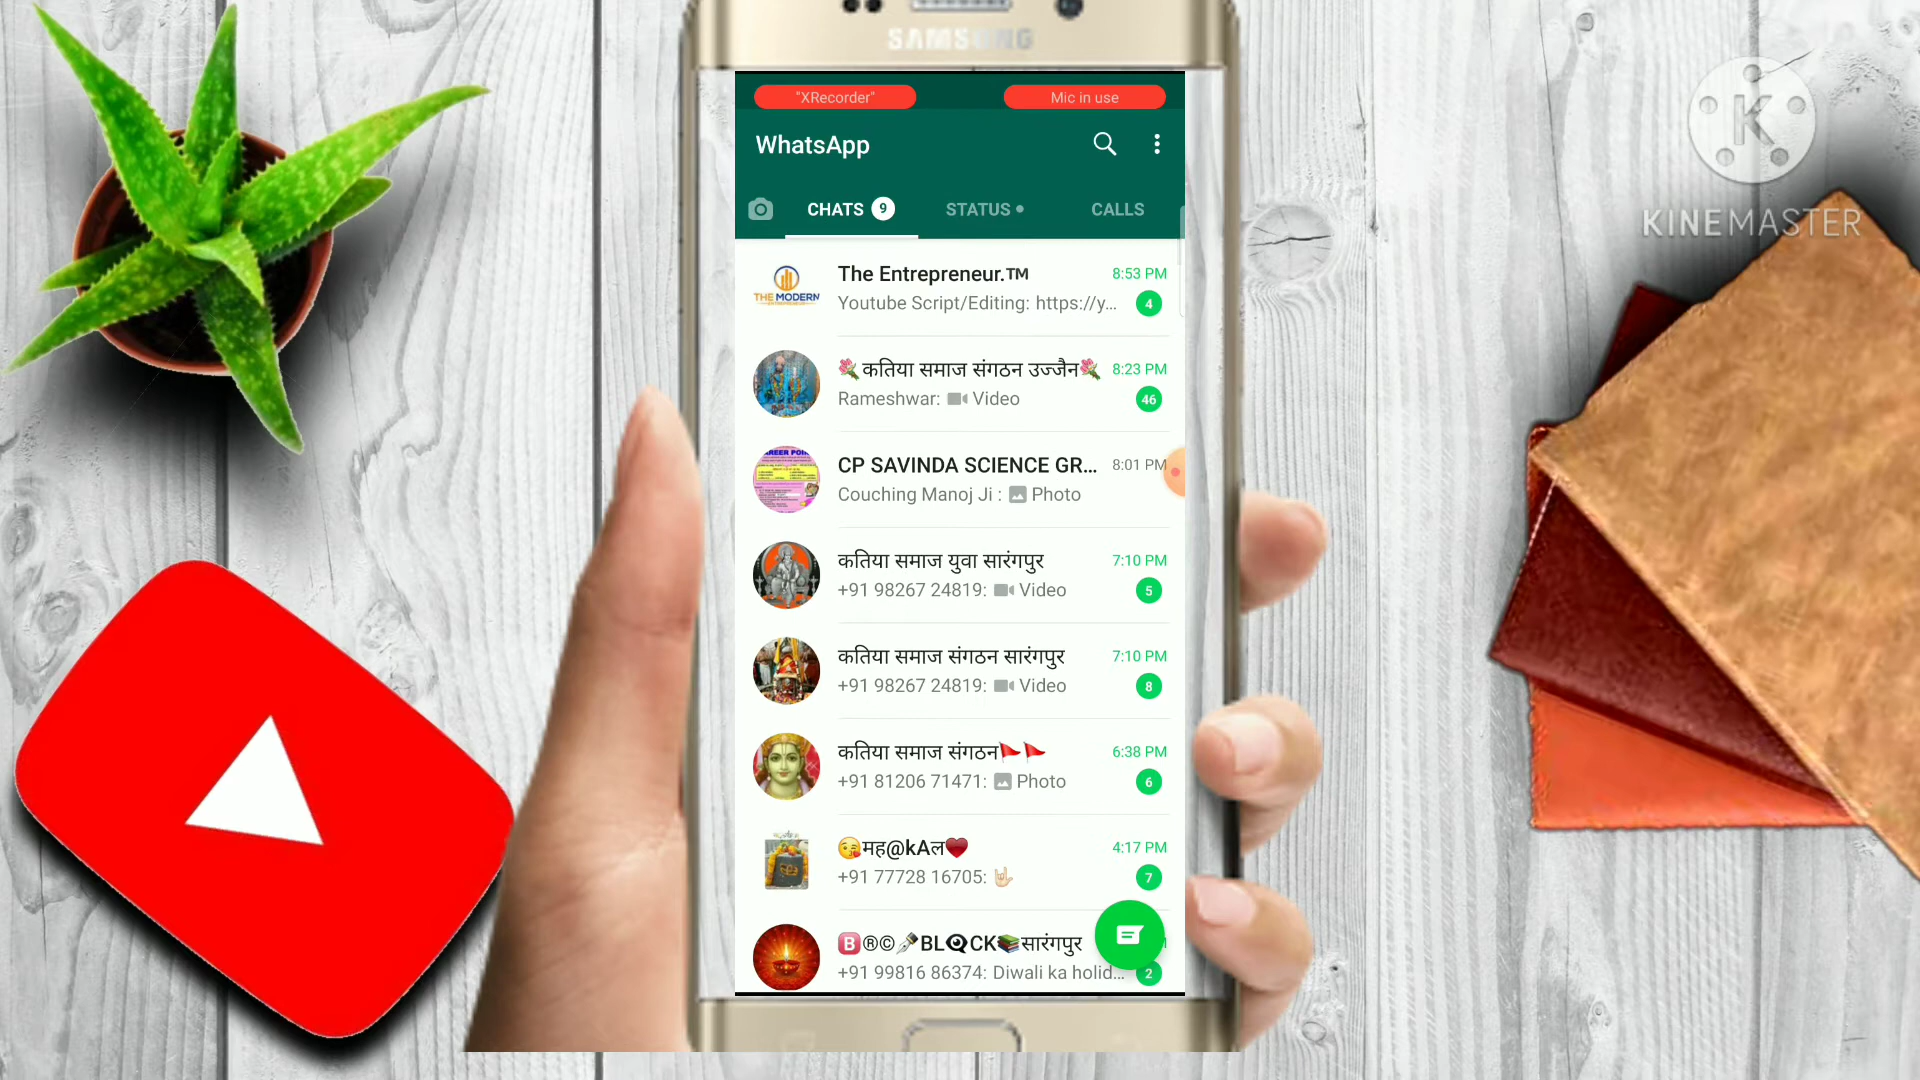 SAMSUNG
"XRecorder" Mic in use
WhatsApp
CHATS 9 STATUS CALLS
THE MODERN
The Entrepreneur.™ 8:53 PM
Youtube Script/Editing: https://y... 4
💐कतिया समाज संगठन उज्जैन💐 8:23 PM
Rameshwar: Video 46
CP SAVINDA SCIENCE GR... 8:01 PM
Couching Manoj Ji : Photo
कतिया समाज युवा सारंगपुर 7:10 PM
+91 98267 24819: Video 5
कतिया समाज संगठन सारंगपुर 7:10 PM
+91 98267 24819: Video 8
कतिया समाज संगठन🚩🚩 6:38 PM
+91 81206 71471: Photo 6
😘मह@kAल❤️ 4:17 PM
+91 77728 16705: 🤟🏻 7
🅱️®©🖋️BL👁️‍🗨️CK📚सारंगपुर
+91 99816 86374: Diwali ka holid... 2
K
KINEMASTER